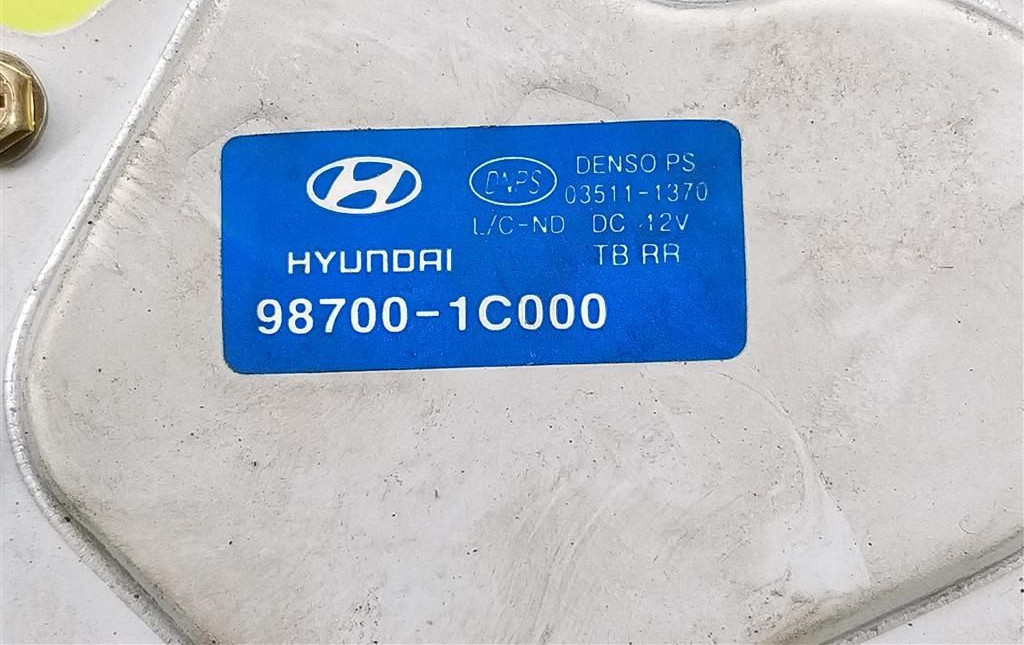 DNPS DENSO PS
03511-1370
L/C-ND DC 12V
HYUNDAI TB RR
98700-1C000